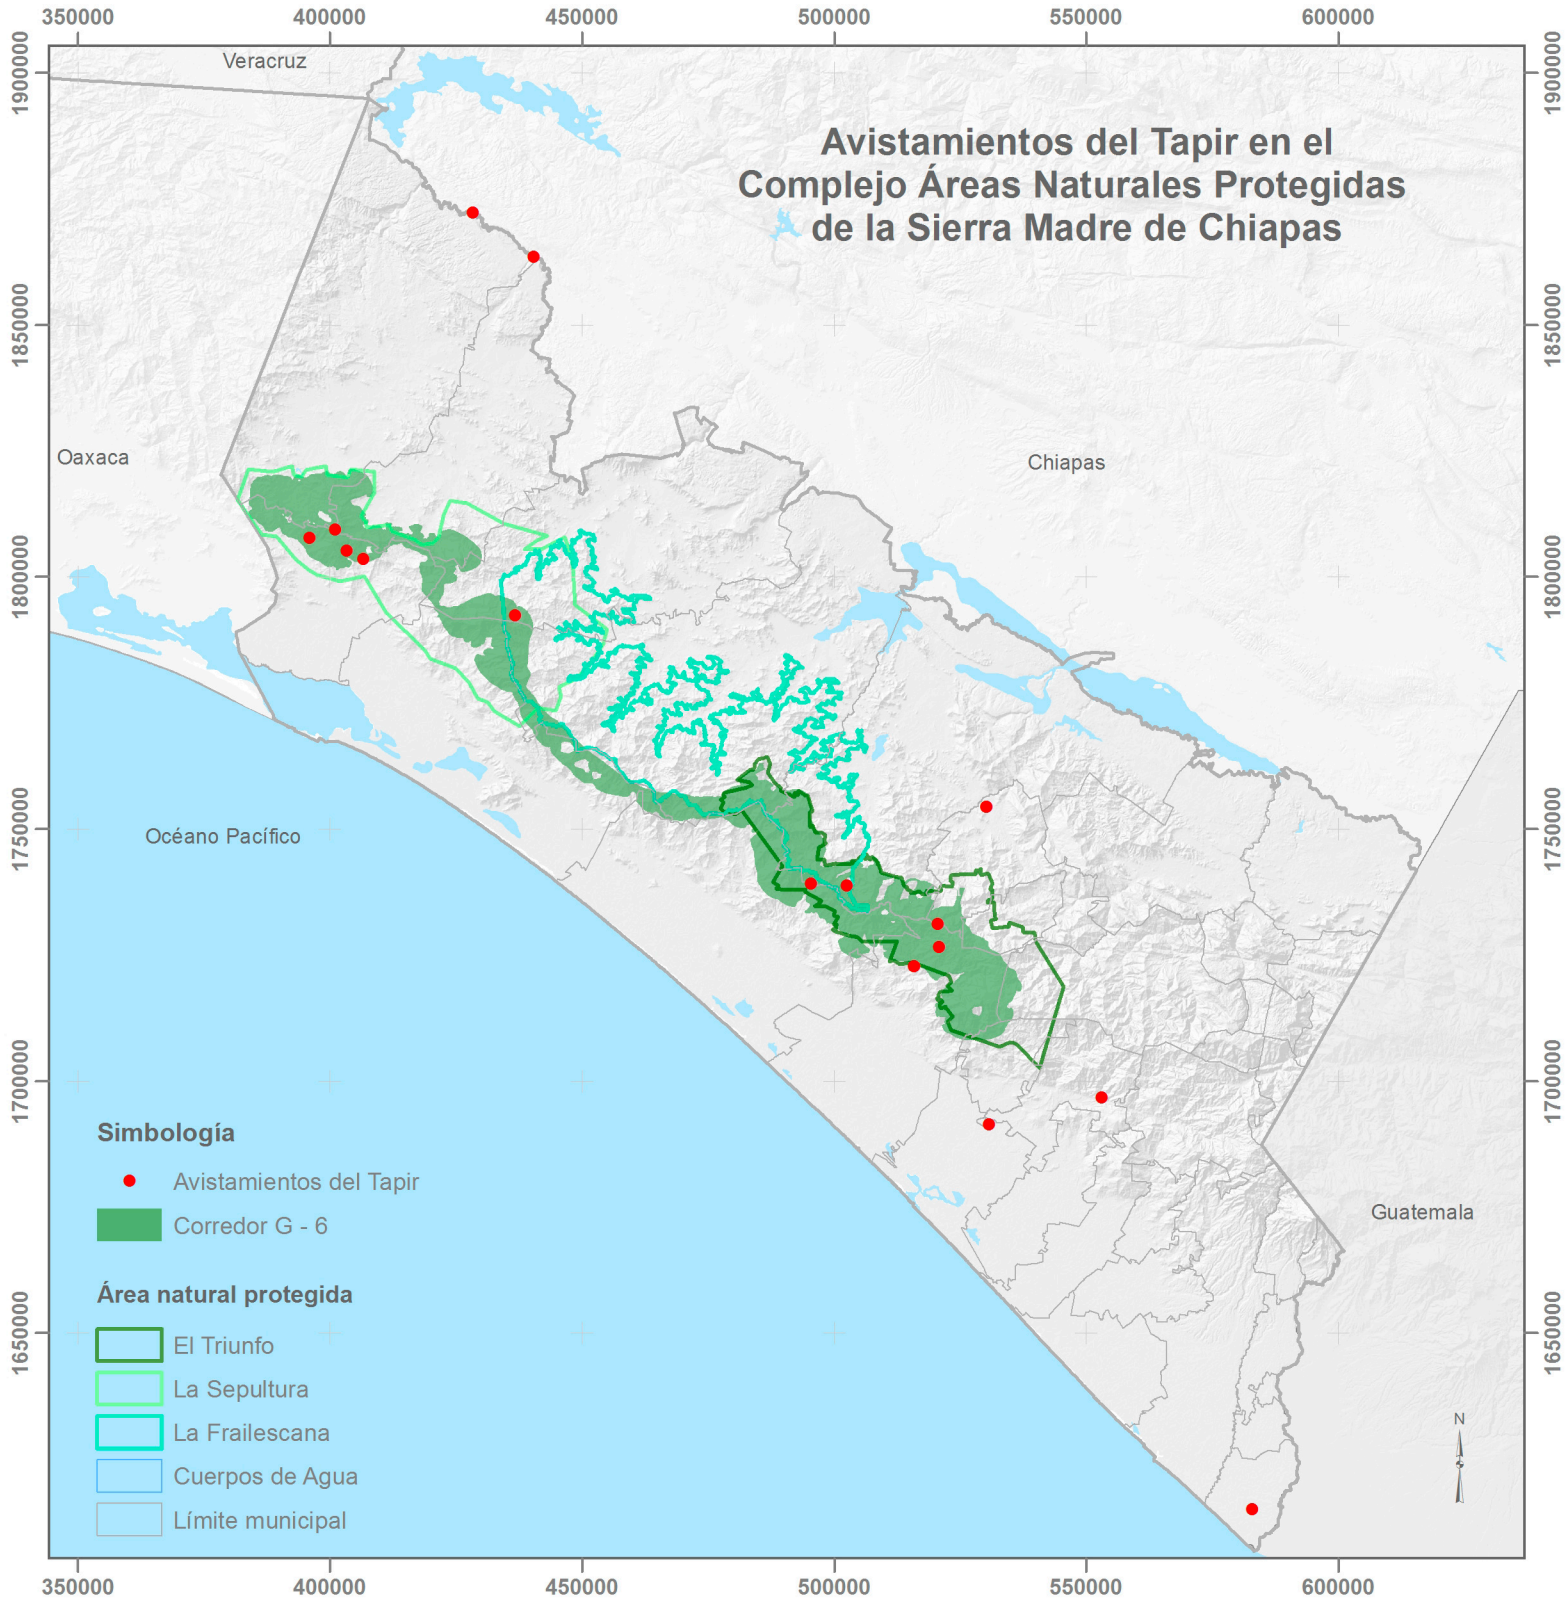 350000 400000 450000 500000 550000 600000
1900000
1850000
1800000
1750000
1700000
1650000
Veracruz
Avistamientos del Tapir en el
Complejo Áreas Naturales Protegidas
de la Sierra Madre de Chiapas
Oaxaca
Chiapas
Océano Pacífico
Guatemala
Simbología
Avistamientos del Tapir
Corredor G - 6
Área natural protegida
El Triunfo
La Sepultura
La Frailescana
Cuerpos de Agua
Límite municipal
N
1900000
1850000
1800000
1750000
1700000
1650000
350000 400000 450000 500000 550000 600000